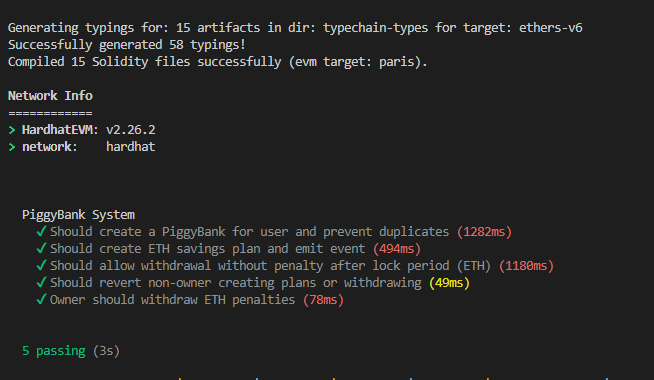 Generating typings for: 15 artifacts in dir: typechain-types for target: ethers-v6
Successfully generated 58 typings!
Compiled 15 Solidity files successfully (evm target: paris).
Network Info
============
> HardhatEVM: v2.26.2
> network: hardhat
PiggyBank System
✓ Should create a PiggyBank for user and prevent duplicates (1282ms)
✓ Should create ETH savings plan and emit event (494ms)
✓ Should allow withdrawal without penalty after lock period (ETH) (1180ms)
✓ Should revert non-owner creating plans or withdrawing (49ms)
✓ Owner should withdraw ETH penalties (78ms)
5 passing (3s)